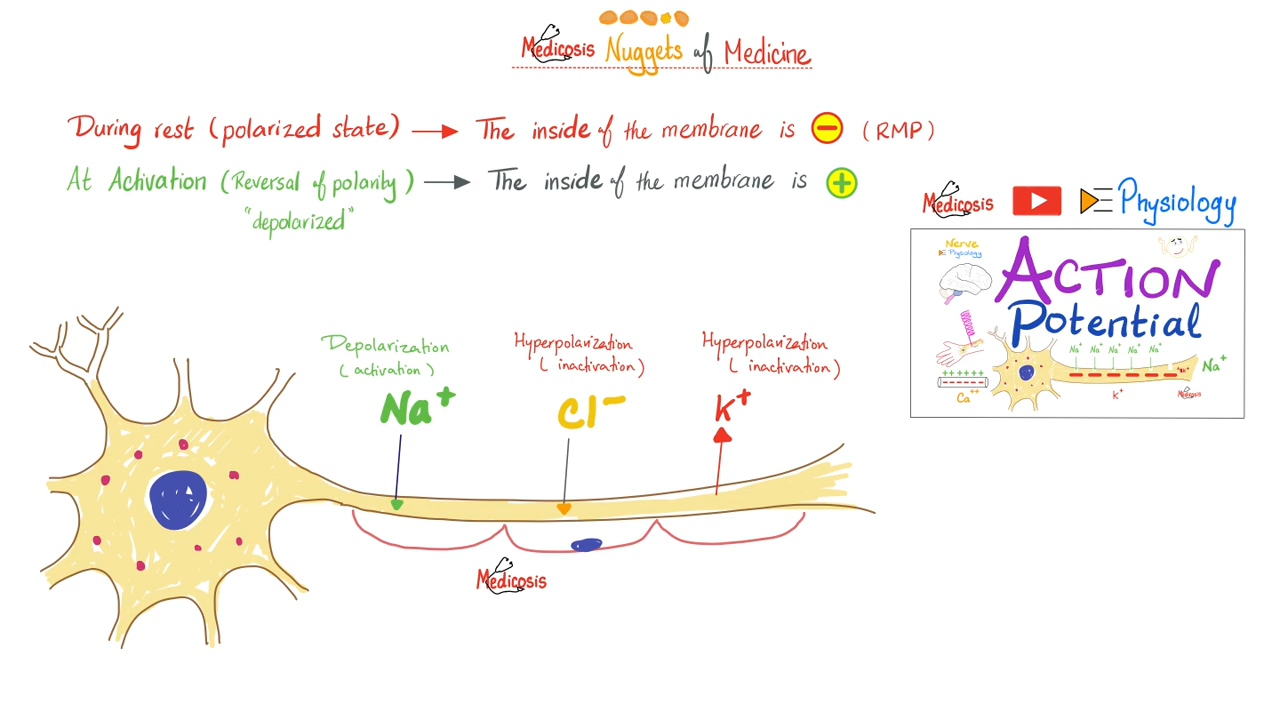 Medicosis Nuggets of Medicine
During rest (polarized state) → The inside of the membrane is − (RMP)
At Activation (Reversal of polarity) → The inside of the membrane is +
"depolarized"
Medicosis Physiology
Nerve
Physiology
ACTION
Potential
Na+ Na+ Na+ Na+ Na+
Na+
+ + + + + +
- - - - - -
Ca++
K+
Medicosis
Depolarization
(activation)
Na+
Hyperpolarization
(inactivation)
Cl−
Hyperpolarization
(inactivation)
K+
Medicosis